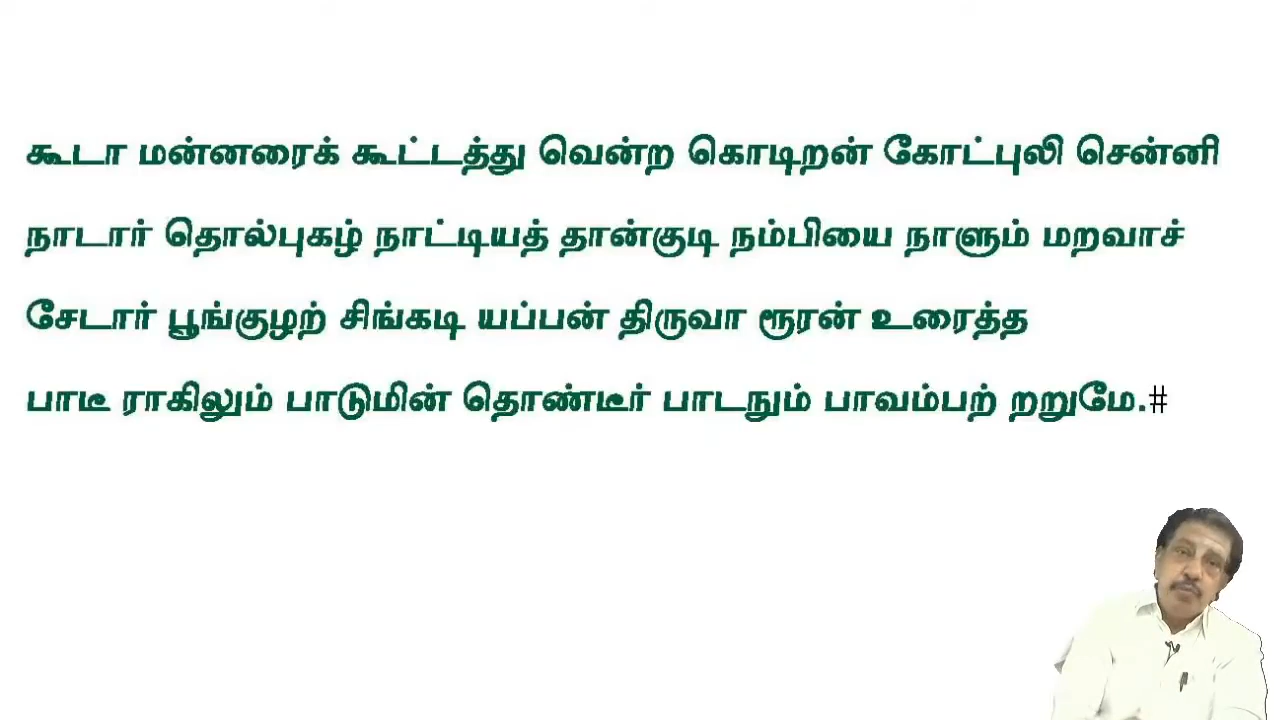 கூடா மன்னரைக் கூட்டத்து வென்ற கொடிறன் கோட்புலி சென்னி
நாடார் தொல்புகழ் நாட்டியத் தான்குடி நம்பியை நாளும் மறவாச்
சேடார் பூங்குழற் சிங்கடி யப்பன் திருவா ரூரன் உரைத்த
பாடீ ராகிலும் பாடுமின் தொண்டீர் பாடநும் பாவம்பற் றறுமே.#